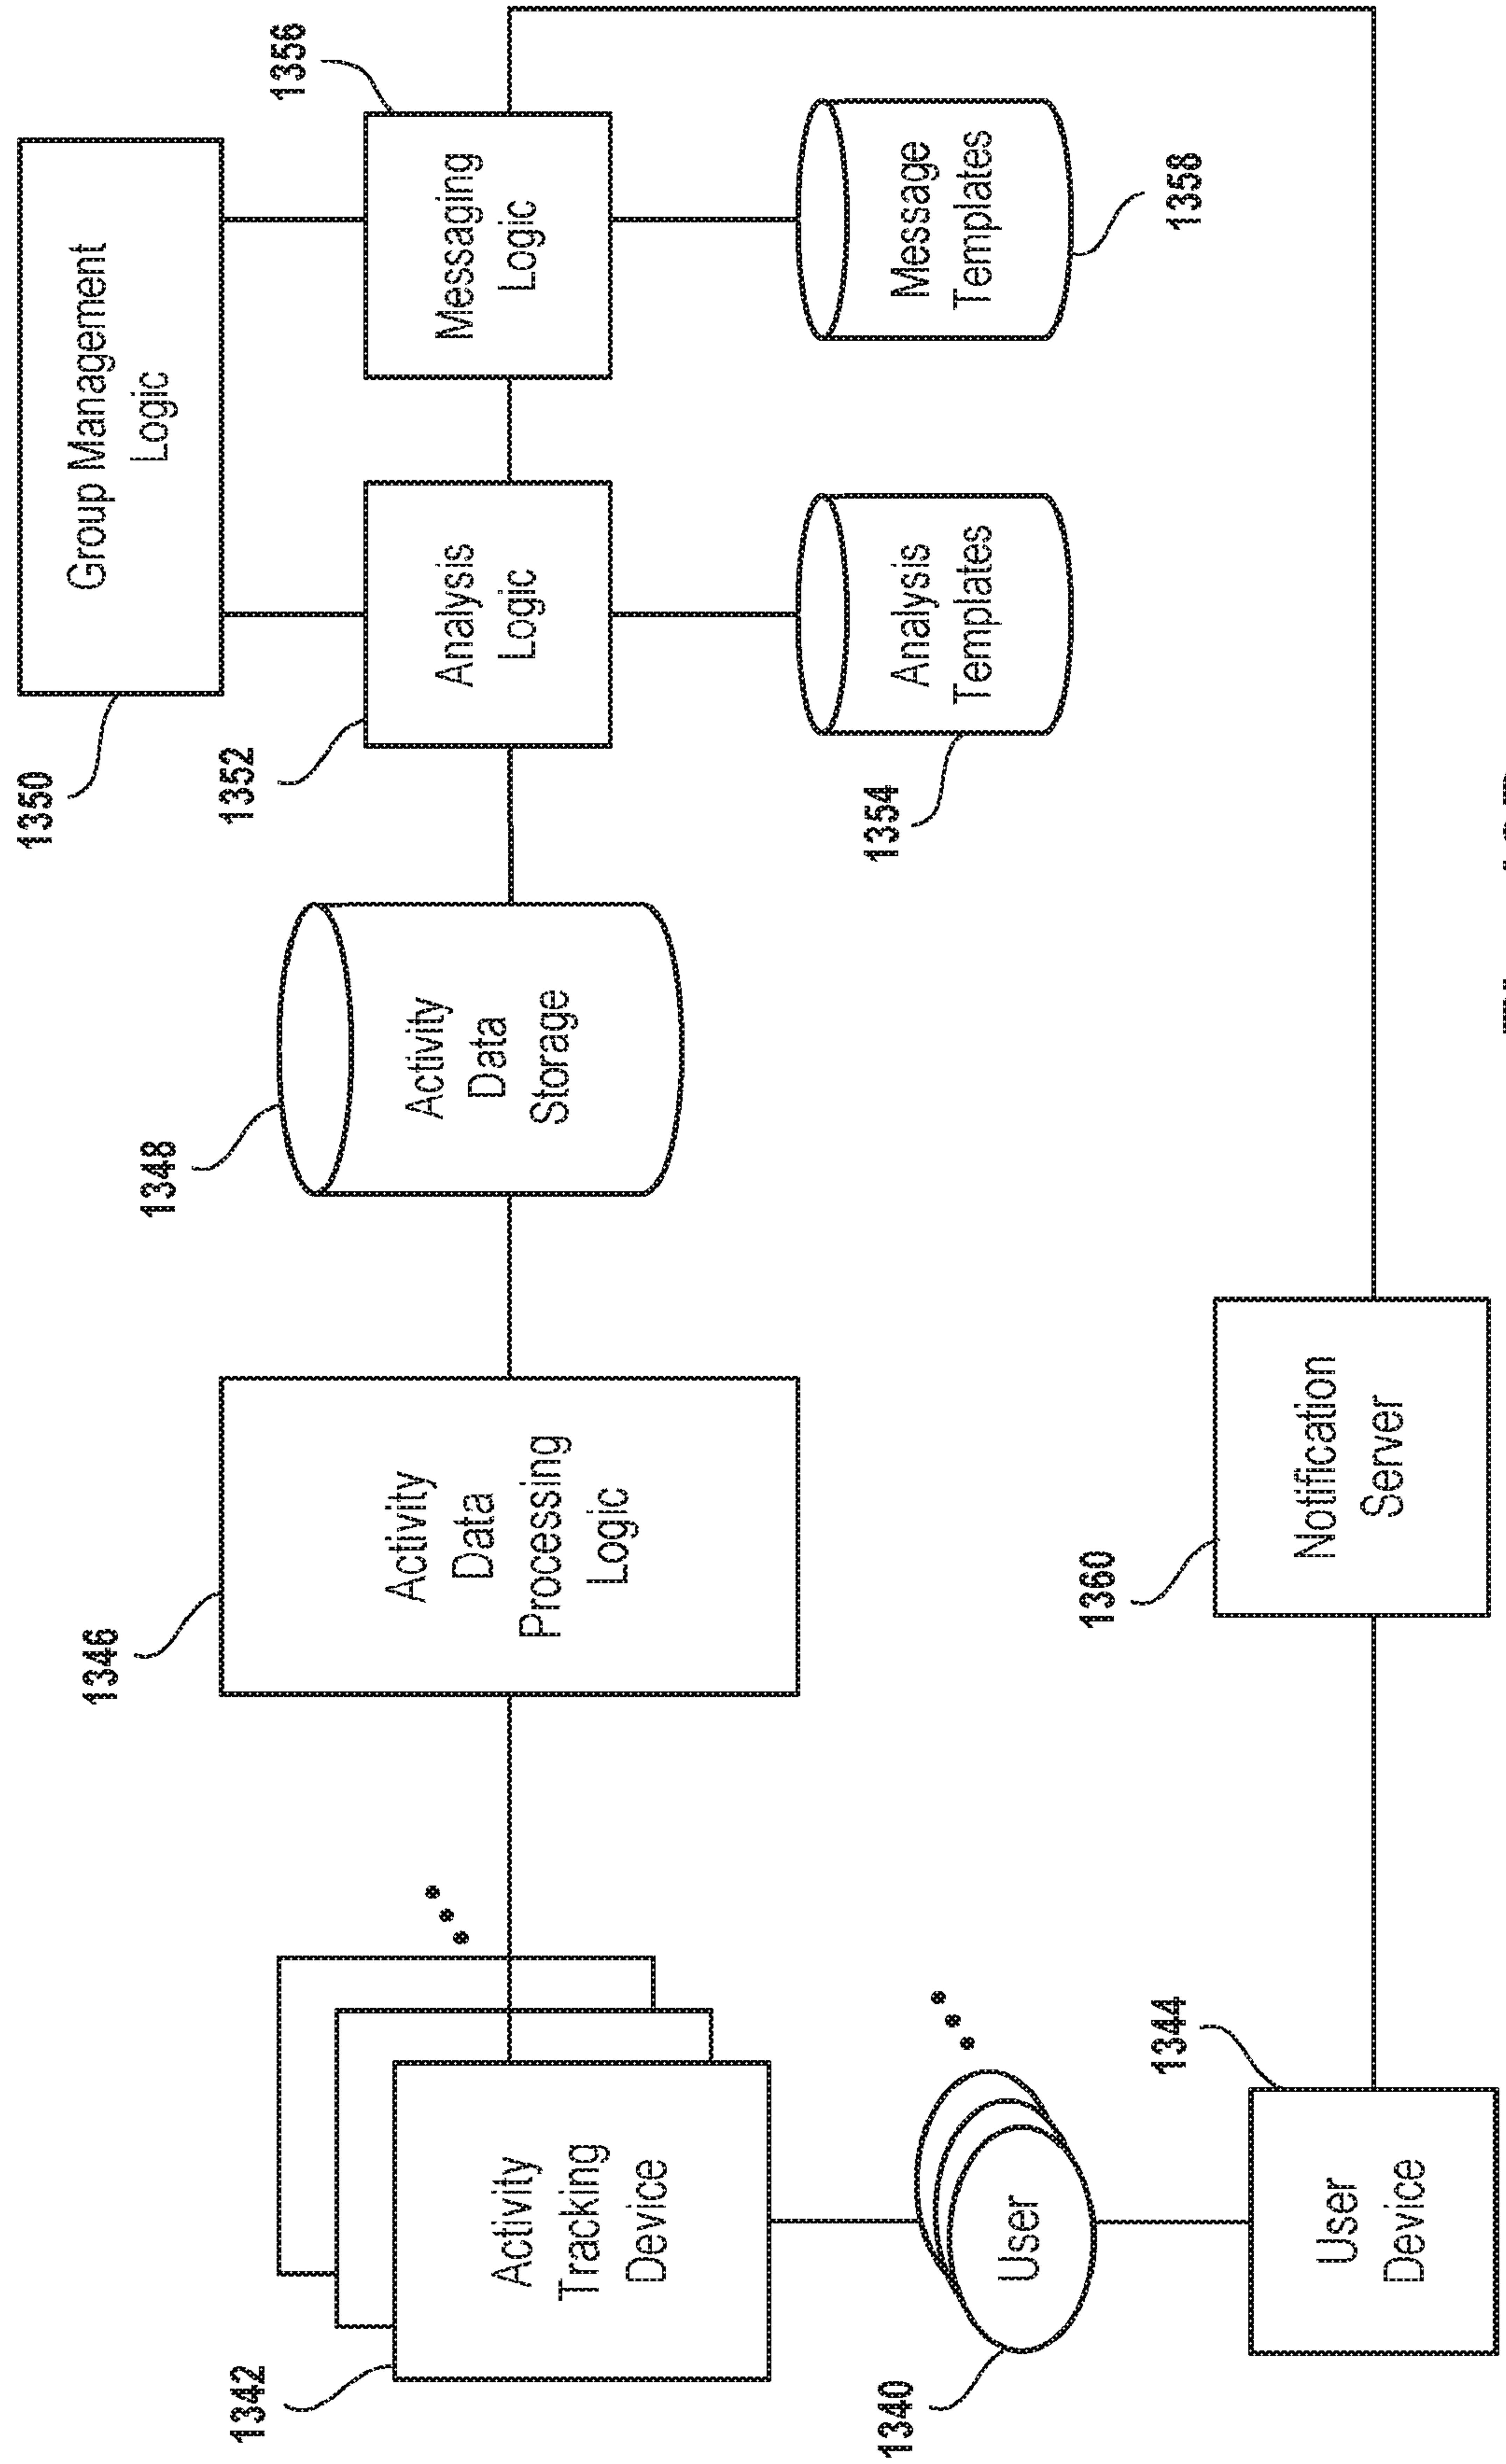 1350
Group Management
Logic
1342
Activity
Tracking
Device
1346
Activity
Data
Processing
Logic
1348
Activity
Data
Storage
1352
Analysis
Logic
1356
Messaging
Logic
1340
User
1354
Analysis
Templates
1358
Message
Templates
1344
User
Device
1360
Notification
Server